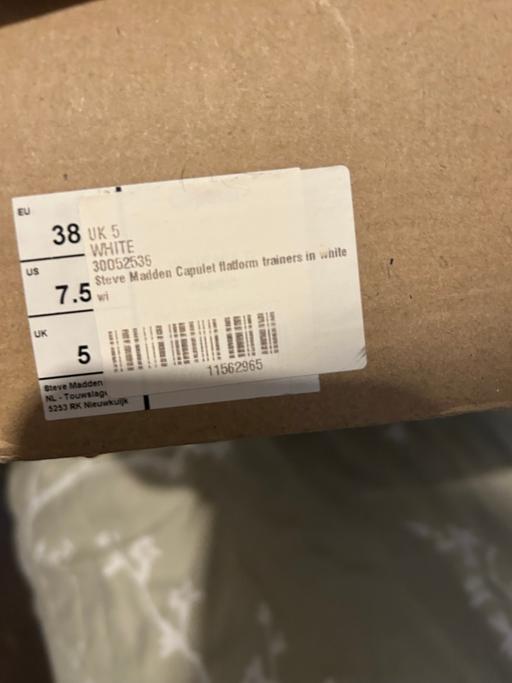 EU
38
US
7.5
UK
5
Steve Madden
NL - Touwslag
5253 RK Nieuwkuijk
UK 5
WHITE
30052535
Steve Madden Capulet flatform trainers in white
wi
11562965